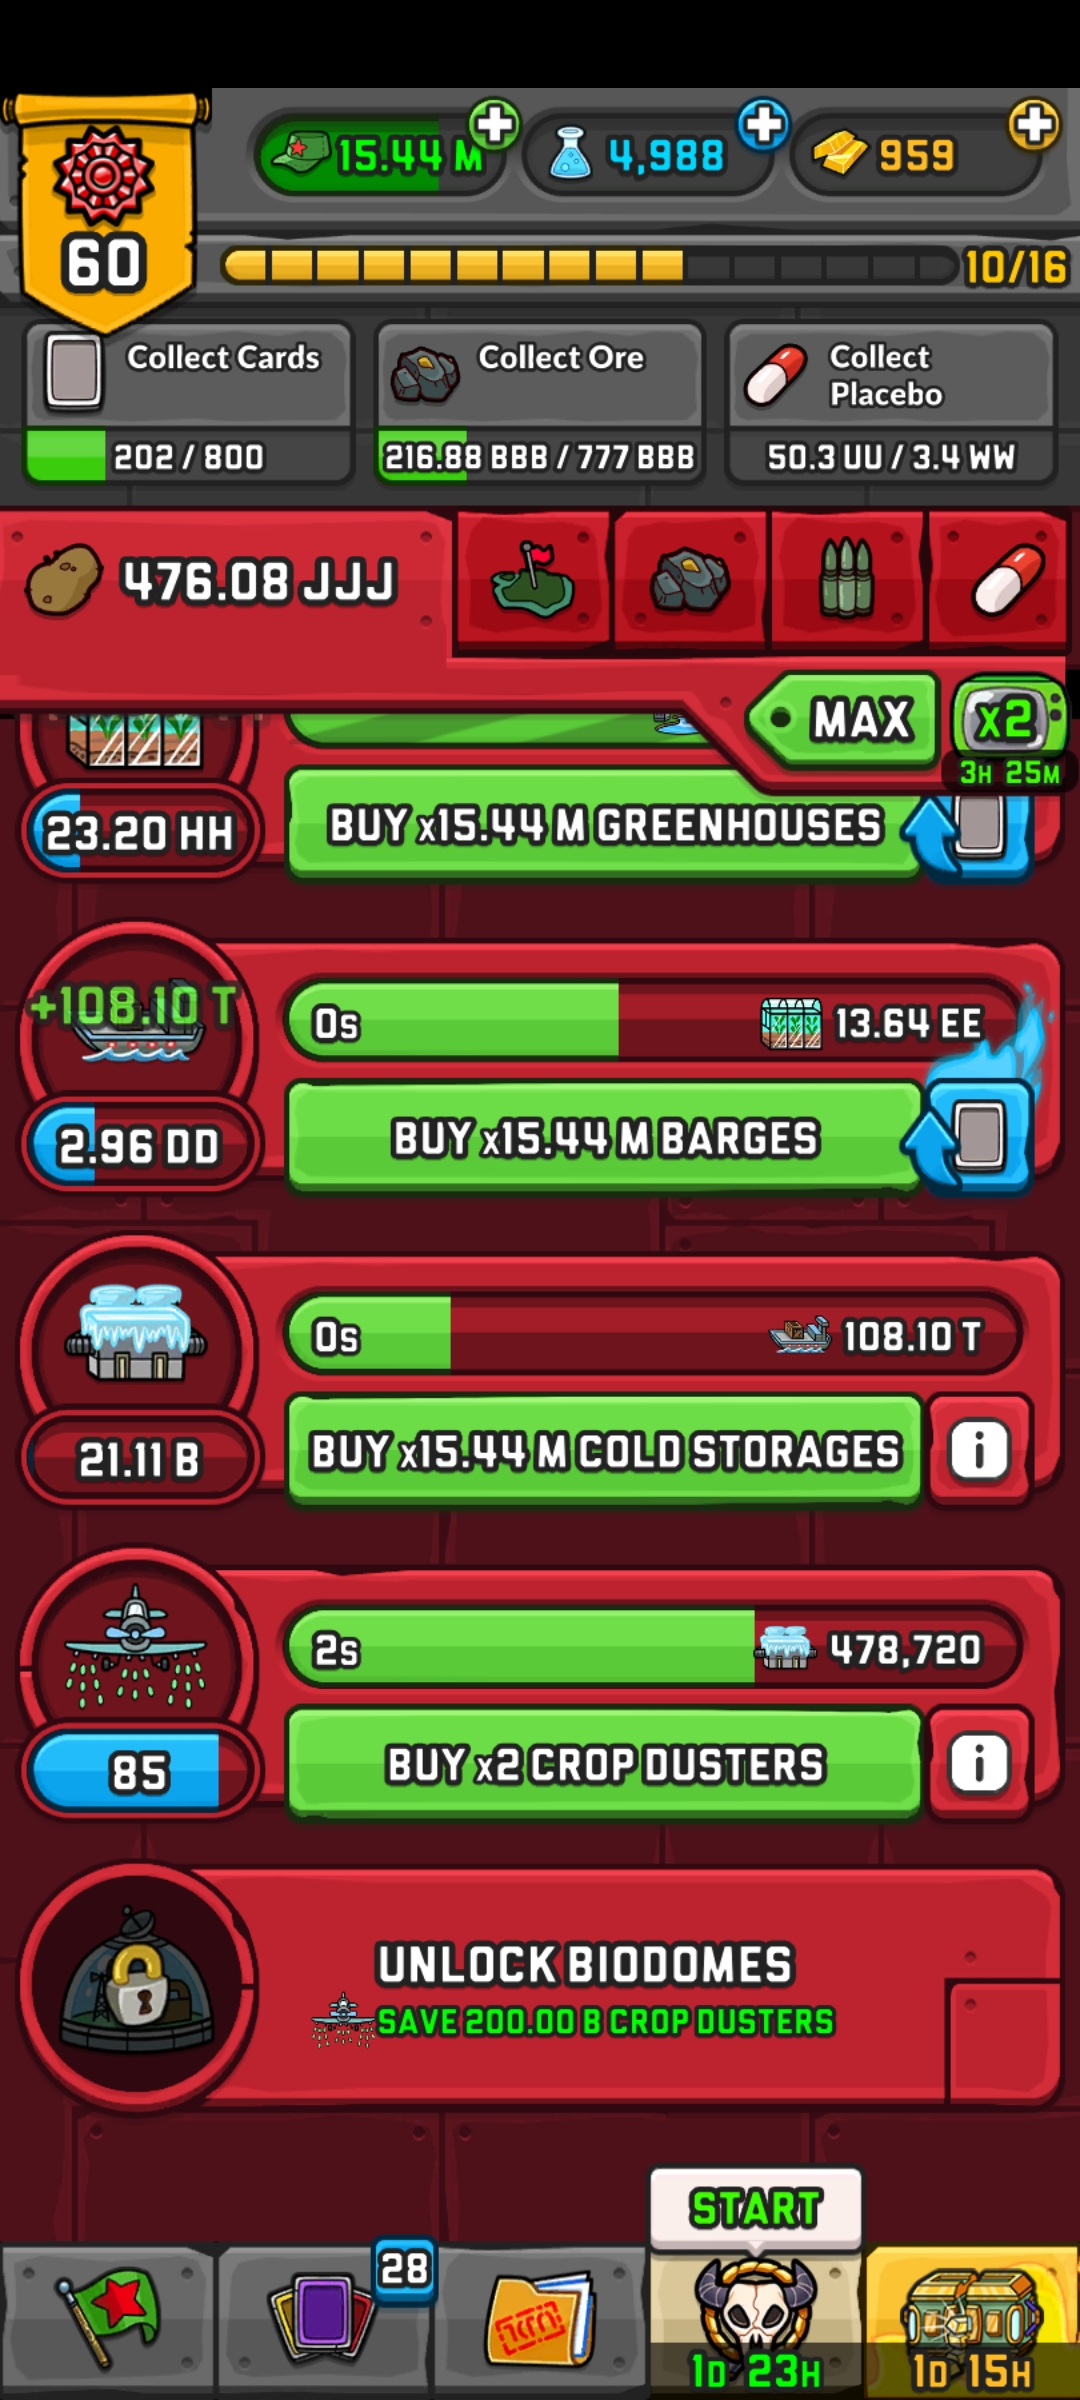 15.44 M
4,988
959
60
10/16
Collect Cards
202 / 800
Collect Ore
216.88 BBB / 777 BBB
Collect
Placebo
50.3 UU / 3.4 WW
476.08 JJJ
MAX
x2
3H 25M
23.20 HH
BUY x15.44 M GREENHOUSES
+108.10 T
0s
13.64 EE
2.96 DD
BUY x15.44 M BARGES
0s
108.10 T
21.11 B
BUY x15.44 M COLD STORAGES
i
2s
478,720
85
BUY x2 CROP DUSTERS
i
UNLOCK BIODOMES
SAVE 200.00 B CROP DUSTERS
START
28
1D 23H
1D 15H